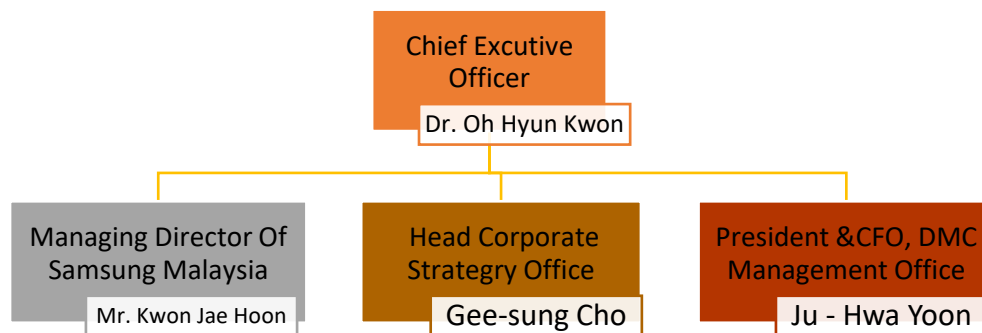 Chief Excutive
Officer
Dr. Oh Hyun Kwon
Managing Director Of
Samsung Malaysia
Mr. Kwon Jae Hoon
Head Corporate
Strategry Office
Gee-sung Cho
President &CFO, DMC
Management Office
Ju - Hwa Yoon